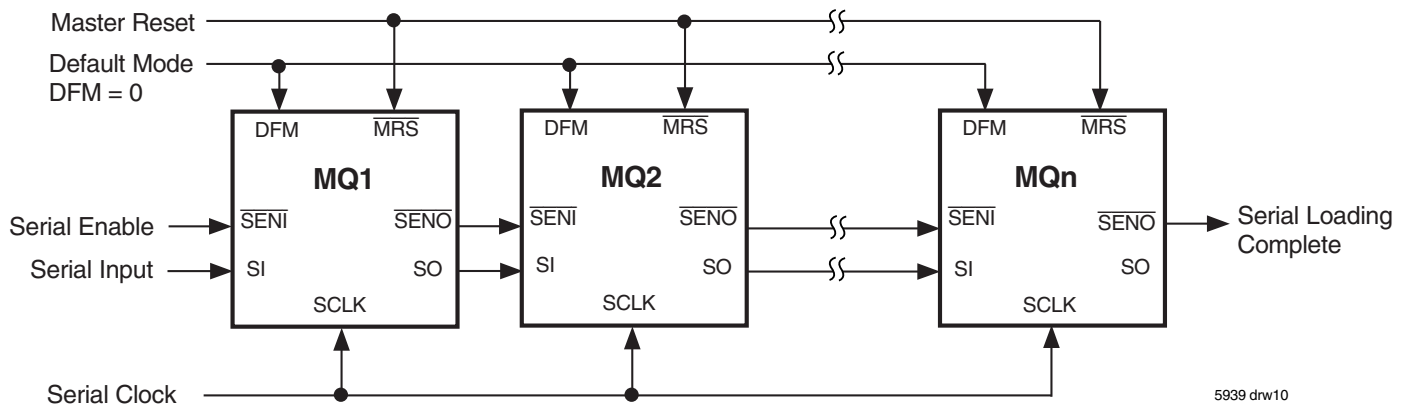 Master Reset
Default Mode
DFM = 0
DFM
MRS
DFM
MRS
DFM
MRS
MQ1
MQ2
MQn
Serial Enable
SENI
SENO
SENI
SENO
SENI
SENO
Serial Loading
Complete
Serial Input
SI
SO
SI
SO
SI
SO
SCLK
SCLK
SCLK
Serial Clock
5939 drw10